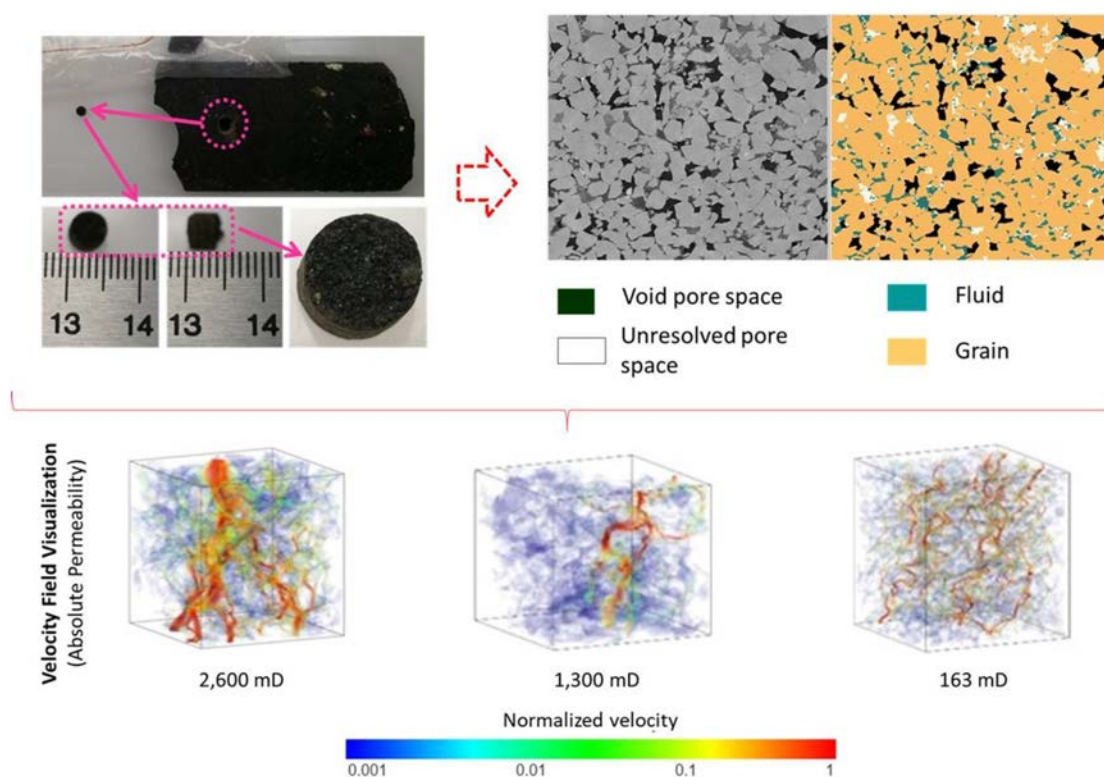 13
14
13
14
Void pore space
Fluid
Unresolved pore
space
Grain
Velocity Field Visualization
(Absolute Permeability)
2,600 mD
1,300 mD
163 mD
Normalized velocity
0.001
0.01
0.1
1